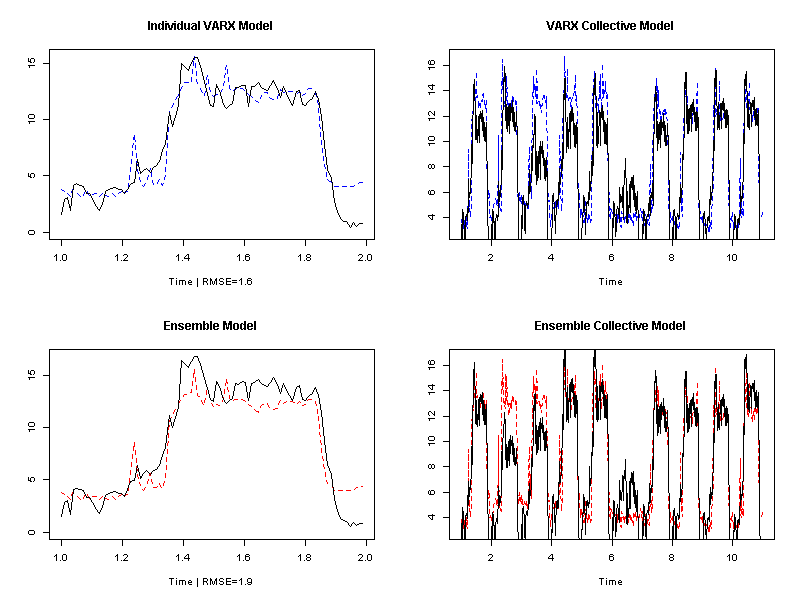 Individual VARX Model
15
10
5
0
1.0 1.2 1.4 1.6 1.8 2.0
Time | RMSE=1.6
VARX Collective Model
16
14
12
10
8
6
4
2 4 6 8 10
Time
Ensemble Model
15
10
5
0
1.0 1.2 1.4 1.6 1.8 2.0
Time | RMSE=1.9
Ensemble Collective Model
16
14
12
10
8
6
4
2 4 6 8 10
Time